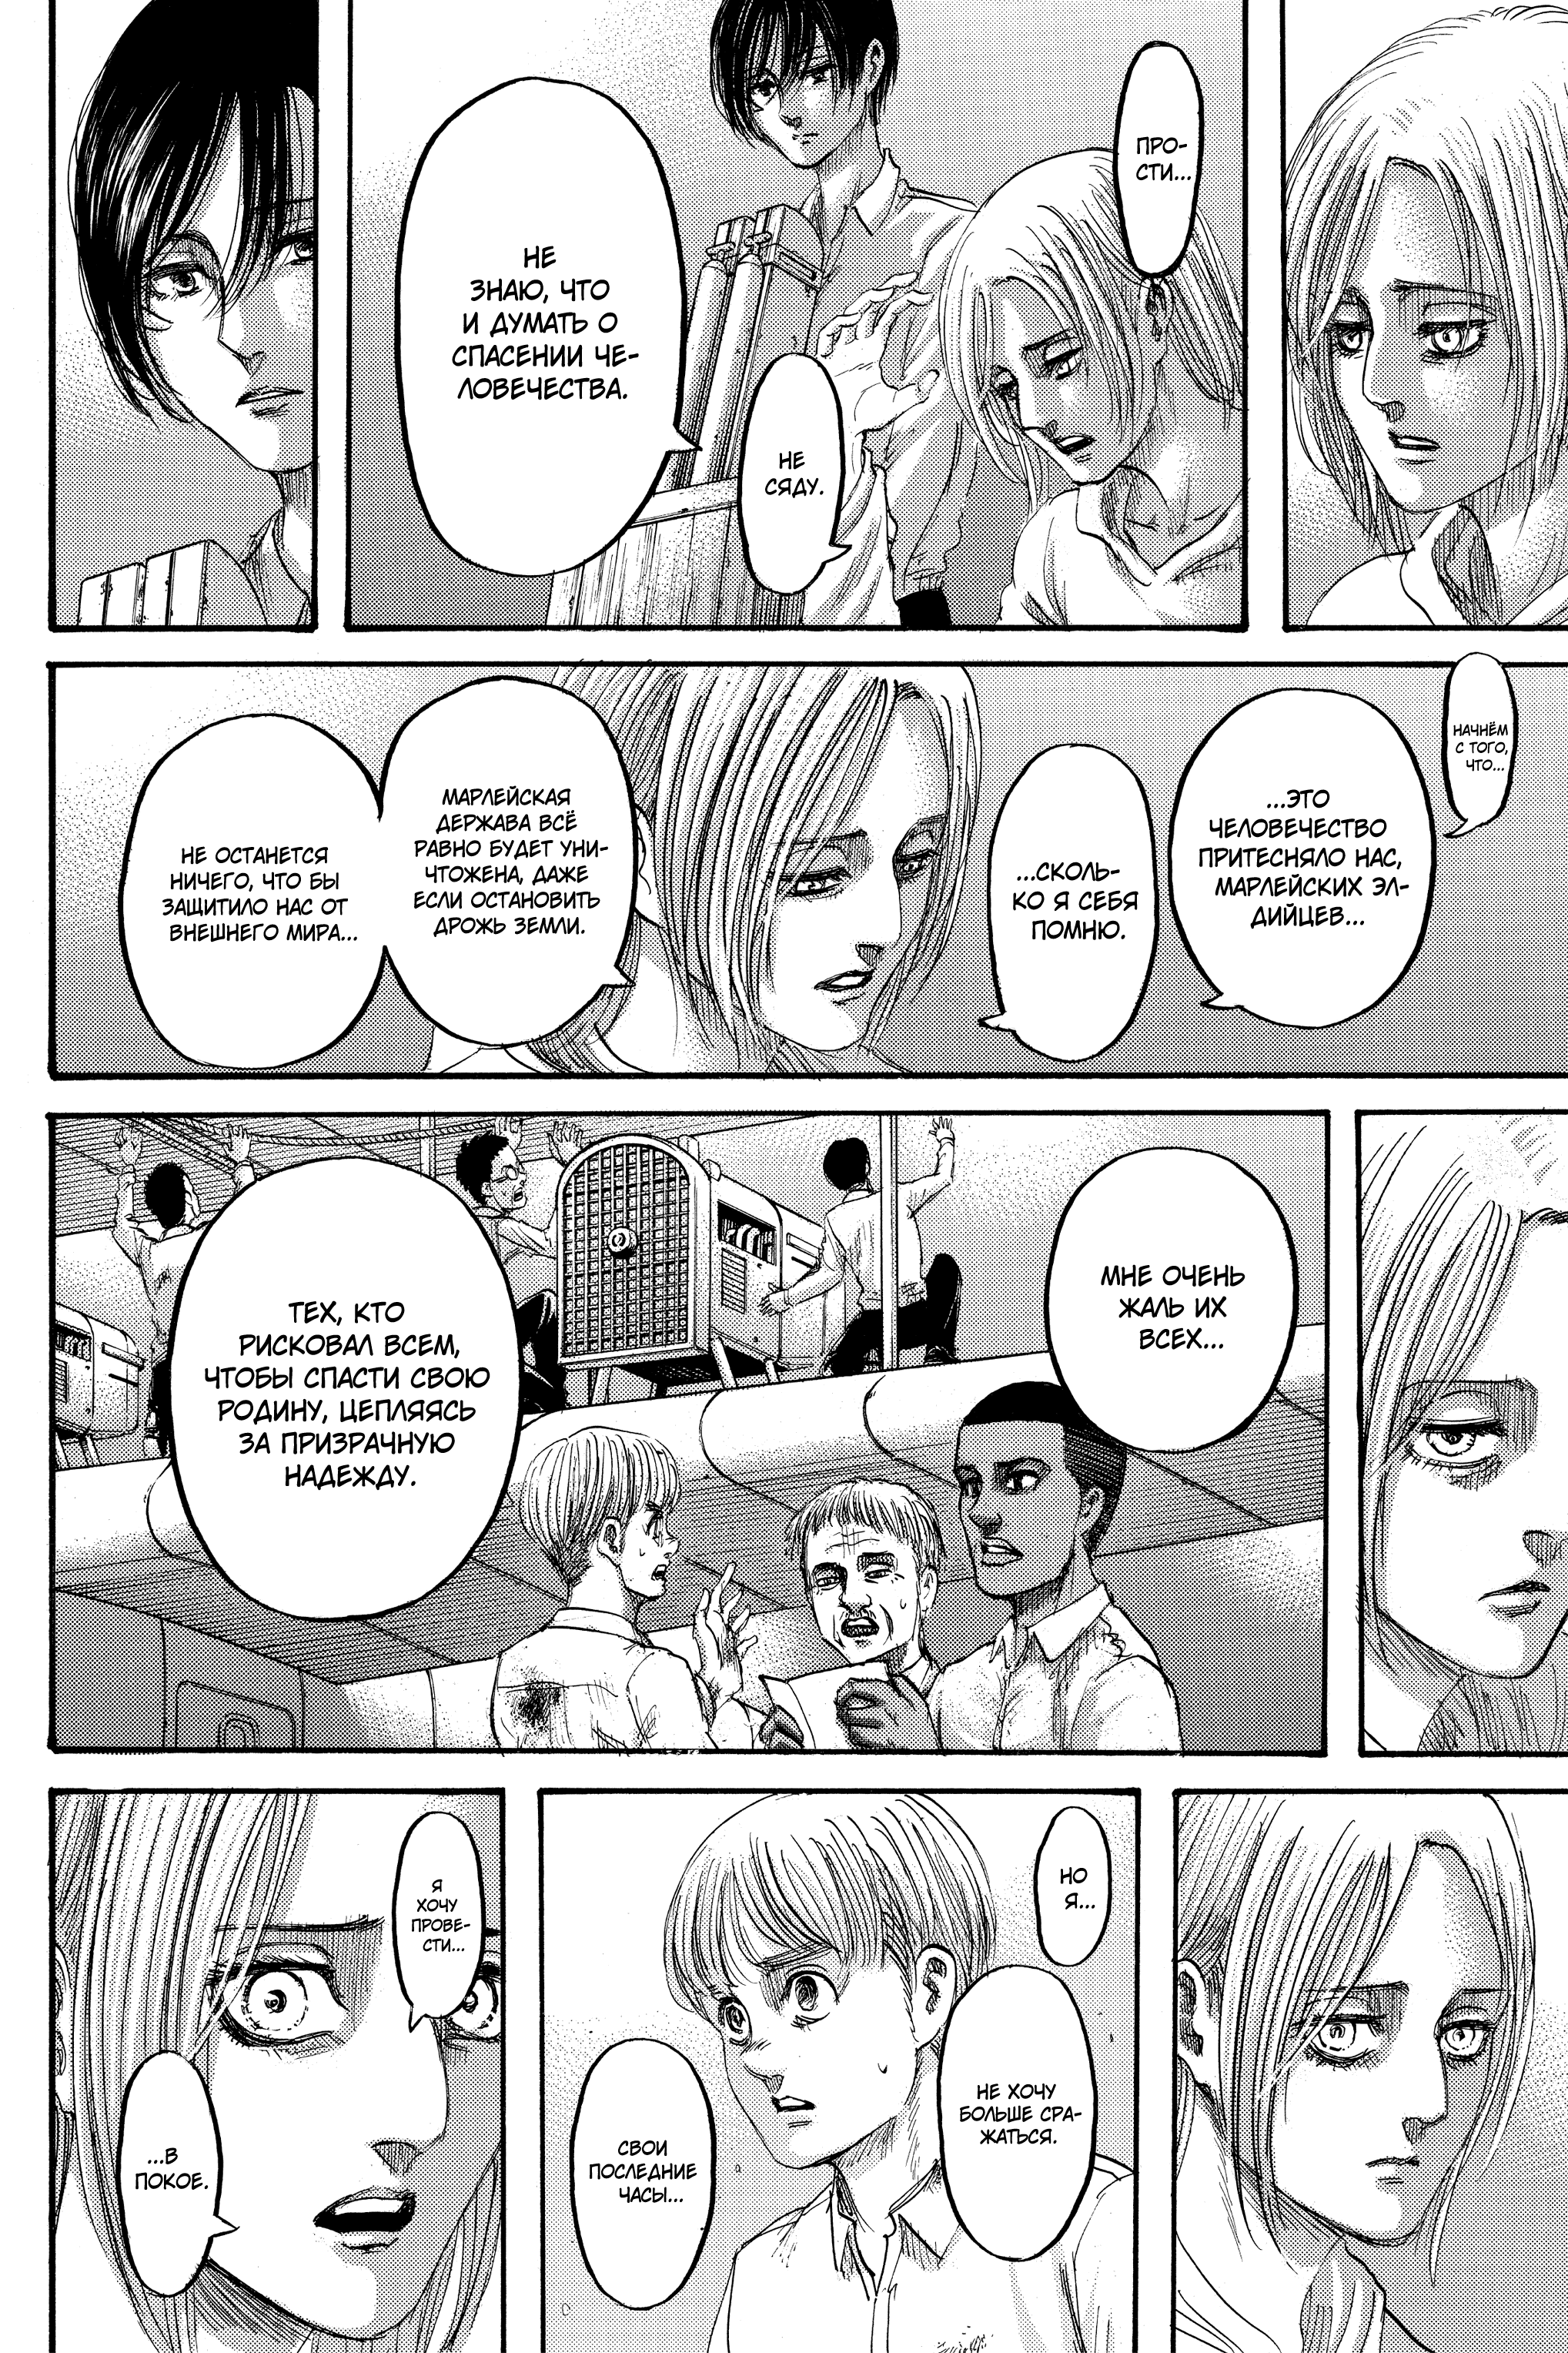 ПРО-
СТИ...
НЕ
СЯДУ.
НЕ
ЗНАЮ, ЧТО
И ДУМАТЬ О
СПАСЕНИИ ЧЕ-
ЛОВЕЧЕСТВА.
НАЧНЁМ
С ТОГО,
ЧТО...
...ЭТО
ЧЕЛОВЕЧЕСТВО
ПРИТЕСНЯЛО НАС,
МАРЛЕЙСКИХ ЭЛ-
ДИЙЦЕВ...
...СКОЛЬ-
КО Я СЕБЯ
ПОМНЮ.
МАРЛЕЙСКАЯ
ДЕРЖАВА ВСЁ
РАВНО БУДЕТ УНИ-
ЧТОЖЕНА, ДАЖЕ
ЕСЛИ ОСТАНОВИТЬ
ДРОЖЬ ЗЕМЛИ.
НЕ ОСТАНЕТСЯ
НИЧЕГО, ЧТО БЫ
ЗАЩИТИЛО НАС ОТ
ВНЕШНЕГО МИРА...
МНЕ ОЧЕНЬ
ЖАЛЬ ИХ
ВСЕХ...
ТЕХ, КТО
РИСКОВАЛ ВСЕМ,
ЧТОБЫ СПАСТИ СВОЮ
РОДИНУ, ЦЕПЛЯЯСЬ
ЗА ПРИЗРАЧНУЮ
НАДЕЖДУ.
НО
Я...
НЕ ХОЧУ
БОЛЬШЕ СРА-
ЖАТЬСЯ.
СВОИ
ПОСЛЕДНИЕ
ЧАСЫ...
Я
ХОЧУ
ПРОВЕ-
СТИ...
...В
ПОКОЕ.